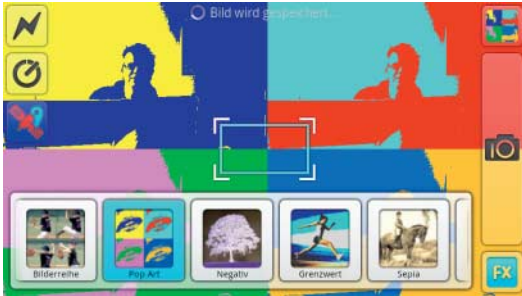 Bild wird gespeichert...
Bilderreihe
Pop Art
Negativ
Grenzwert
Sepia
FX